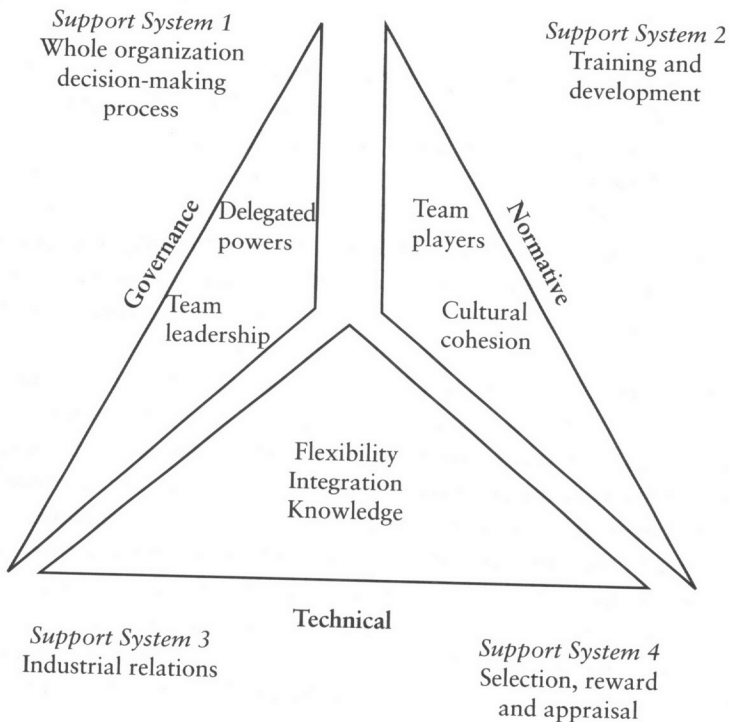 Support System 1
Whole organization
decision-making
process
Support System 2
Training and
development
Governance
Delegated
powers
Team
leadership
Team
players
Normative
Cultural
cohesion
Flexibility
Integration
Knowledge
Technical
Support System 3
Industrial relations
Support System 4
Selection, reward
and appraisal